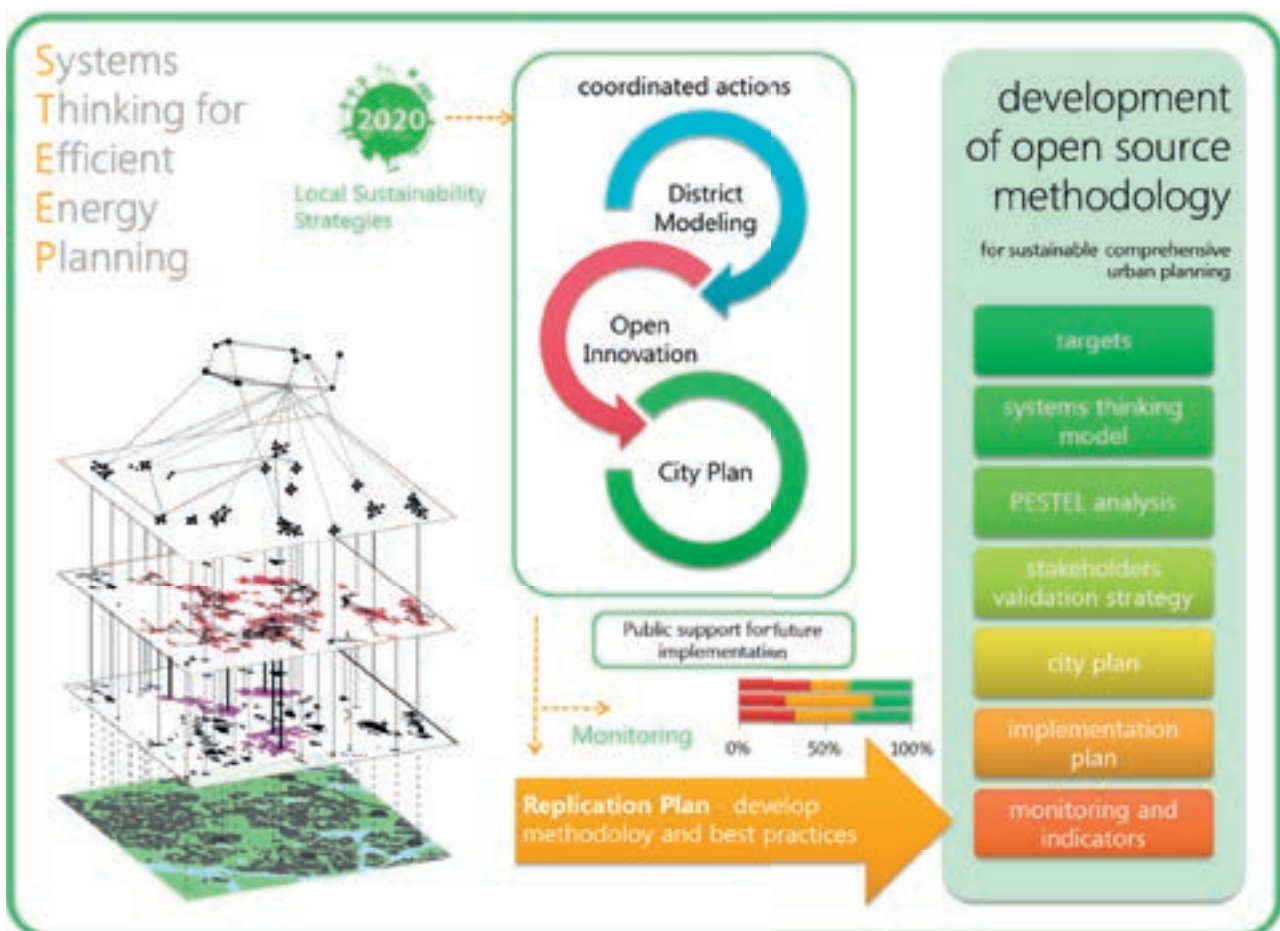 Systems
Thinking for
Efficient
Energy
Planning
2020
Local Sustainability
Strategies
coordinated actions
District
Modeling
Open
Innovation
City Plan
Public support for future
implementation
Monitoring
0% 50% 100%
Replication Plan - develop
methodoloy and best practices
development
of open source
methodology
for sustainable comprehensive
urban planning
targets
systems thinking
model
PESTEL analysis
stakeholders
validation strategy
city plan
implementation
plan
monitoring and
indicators